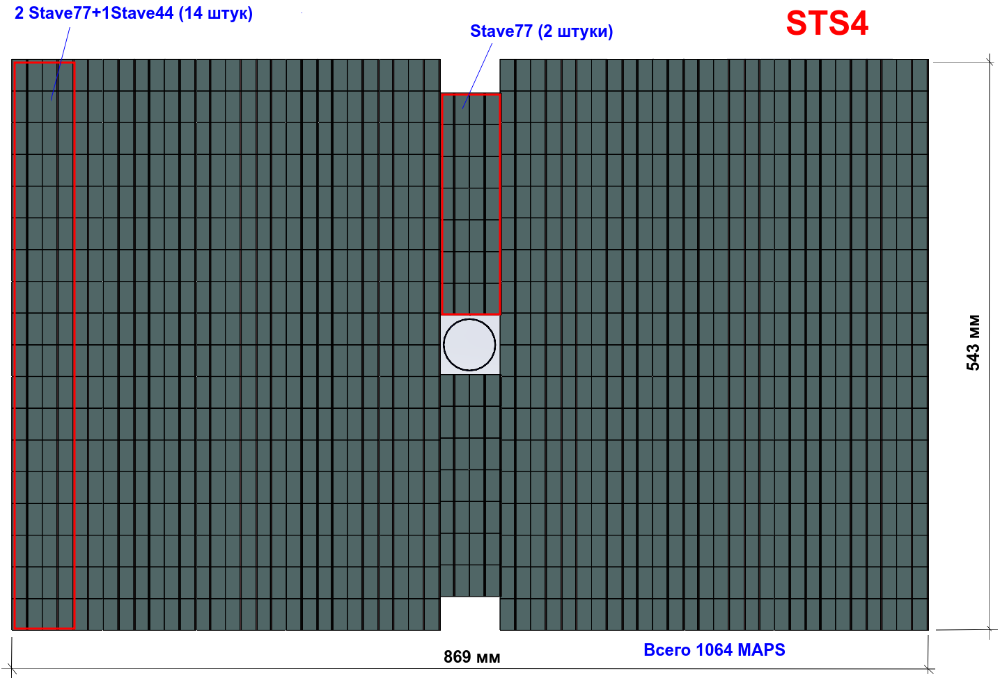 2 Stave77+1Stave44 (14 штук)
Stave77 (2 штуки)
STS4
543 мм
Всего 1064 MAPS
869 мм